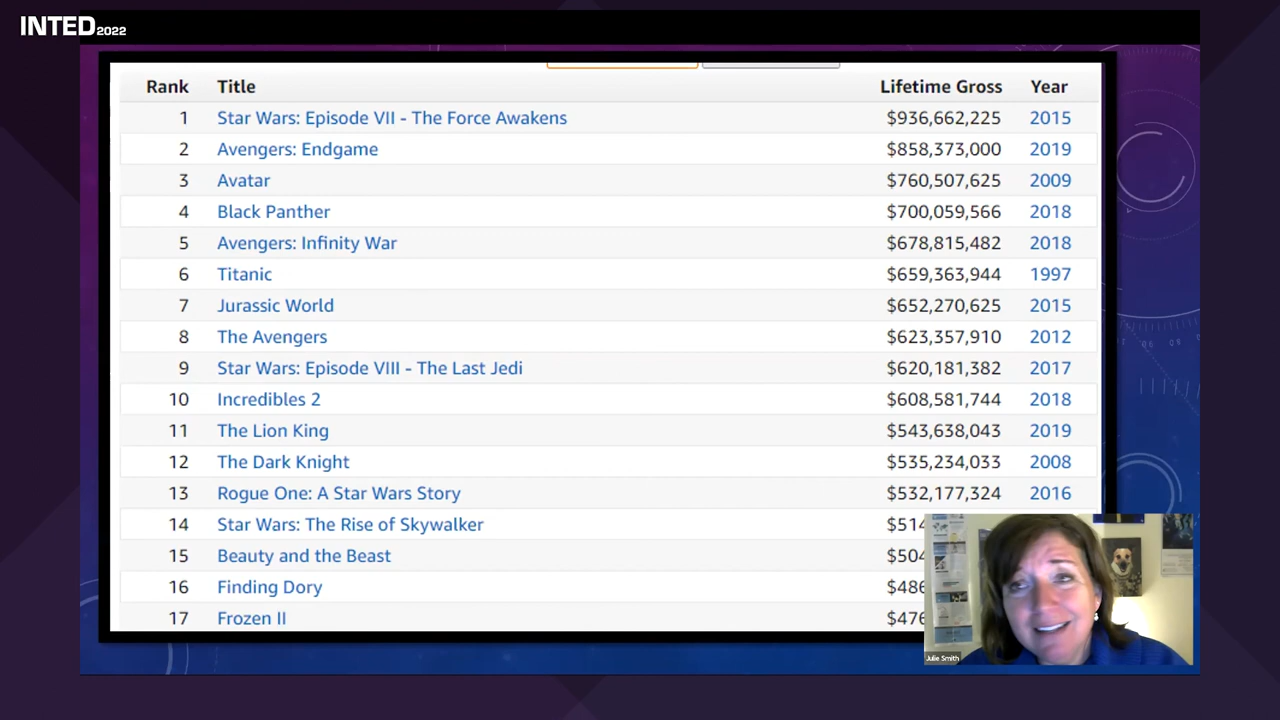 INTED2022
Rank Title Lifetime Gross Year
1 Star Wars: Episode VII - The Force Awakens $936,662,225 2015
2 Avengers: Endgame $858,373,000 2019
3 Avatar $760,507,625 2009
4 Black Panther $700,059,566 2018
5 Avengers: Infinity War $678,815,482 2018
6 Titanic $659,363,944 1997
7 Jurassic World $652,270,625 2015
8 The Avengers $623,357,910 2012
9 Star Wars: Episode VIII - The Last Jedi $620,181,382 2017
10 Incredibles 2 $608,581,744 2018
11 The Lion King $543,638,043 2019
12 The Dark Knight $535,234,033 2008
13 Rogue One: A Star Wars Story $532,177,324 2016
14 Star Wars: The Rise of Skywalker $514
15 Beauty and the Beast $504
16 Finding Dory $486
17 Frozen II $476
Julie Smith